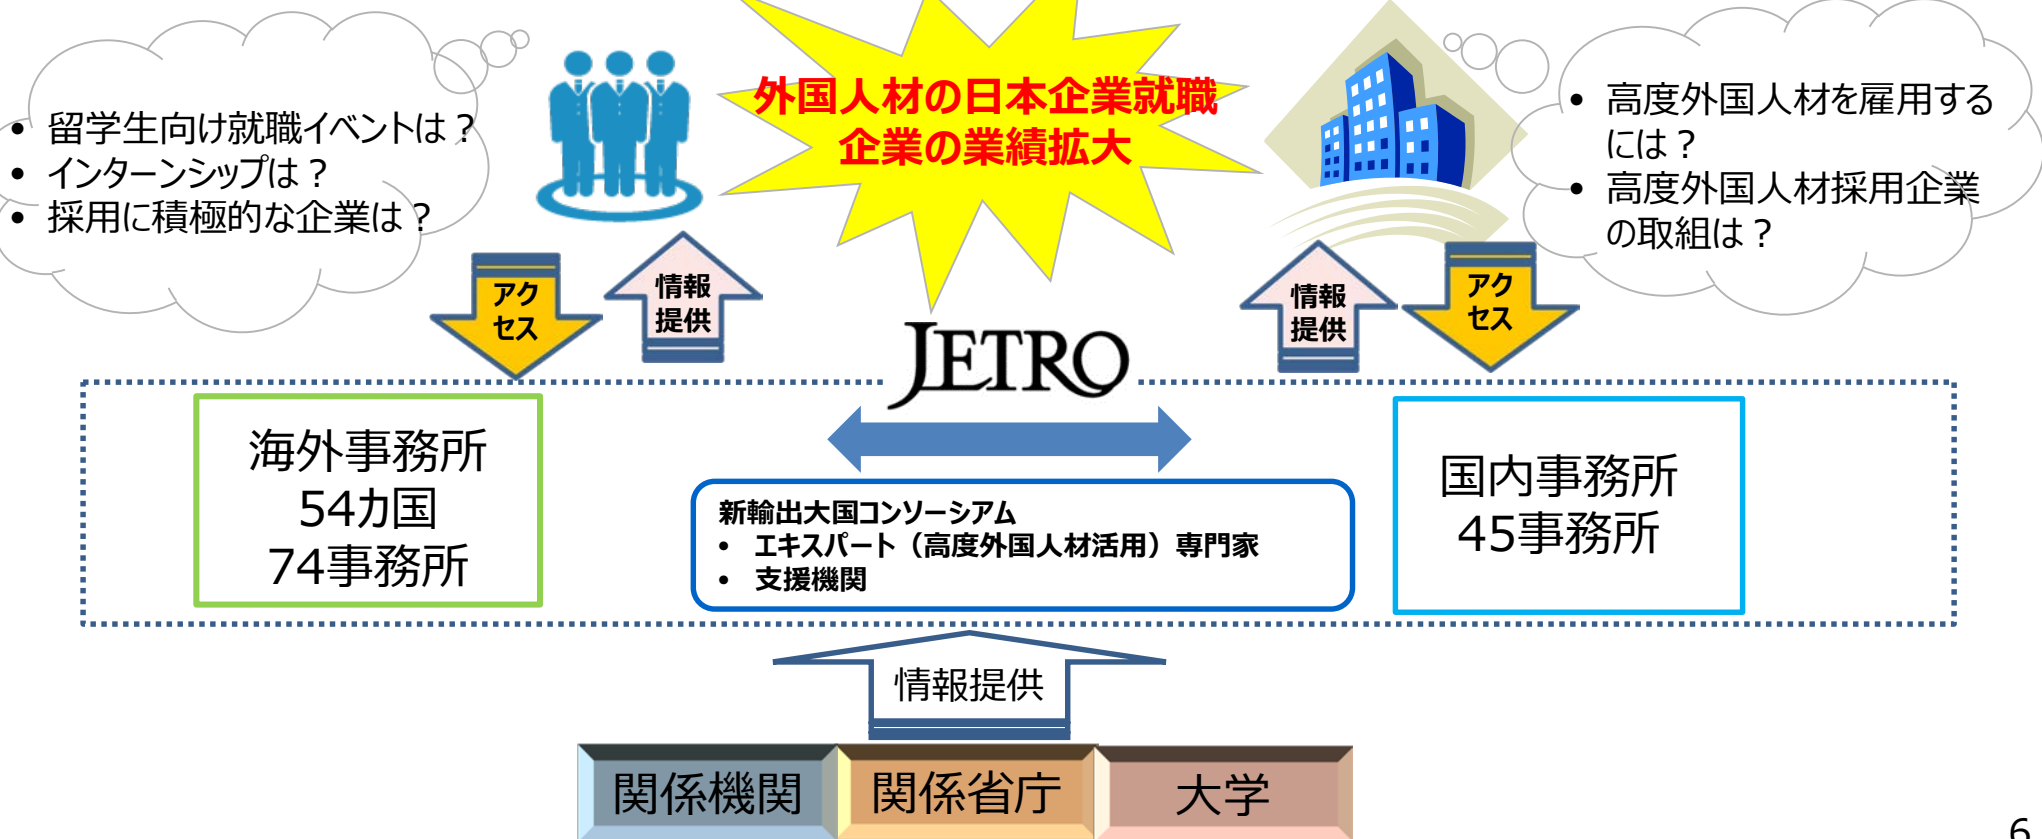 • 留学生向け就職イベントは？
• インターンシップは？
• 採用に積極的な企業は？
外国人材の日本企業就職
企業の業績拡大
• 高度外国人材を雇用する
には？
• 高度外国人材採用企業
の取組は？
アク
セス
情報
提供
情報
提供
アク
セス
JETRO
海外事務所
54カ国
74事務所
新輸出大国コンソーシアム
• エキスパート（高度外国人材活用）専門家
• 支援機関
国内事務所
45事務所
情報提供
関係機関
関係省庁
大学
6